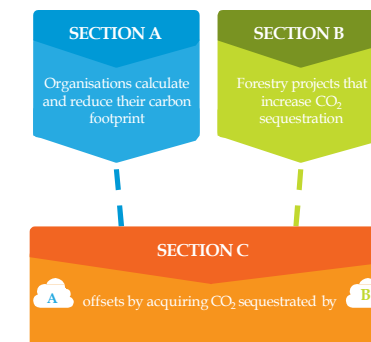 SECTION A
Organisations calculate
and reduce their carbon
footprint
SECTION B
Forestry projects that
increase CO₂
sequestration
SECTION C
A offsets by acquiring CO₂ sequestrated by B